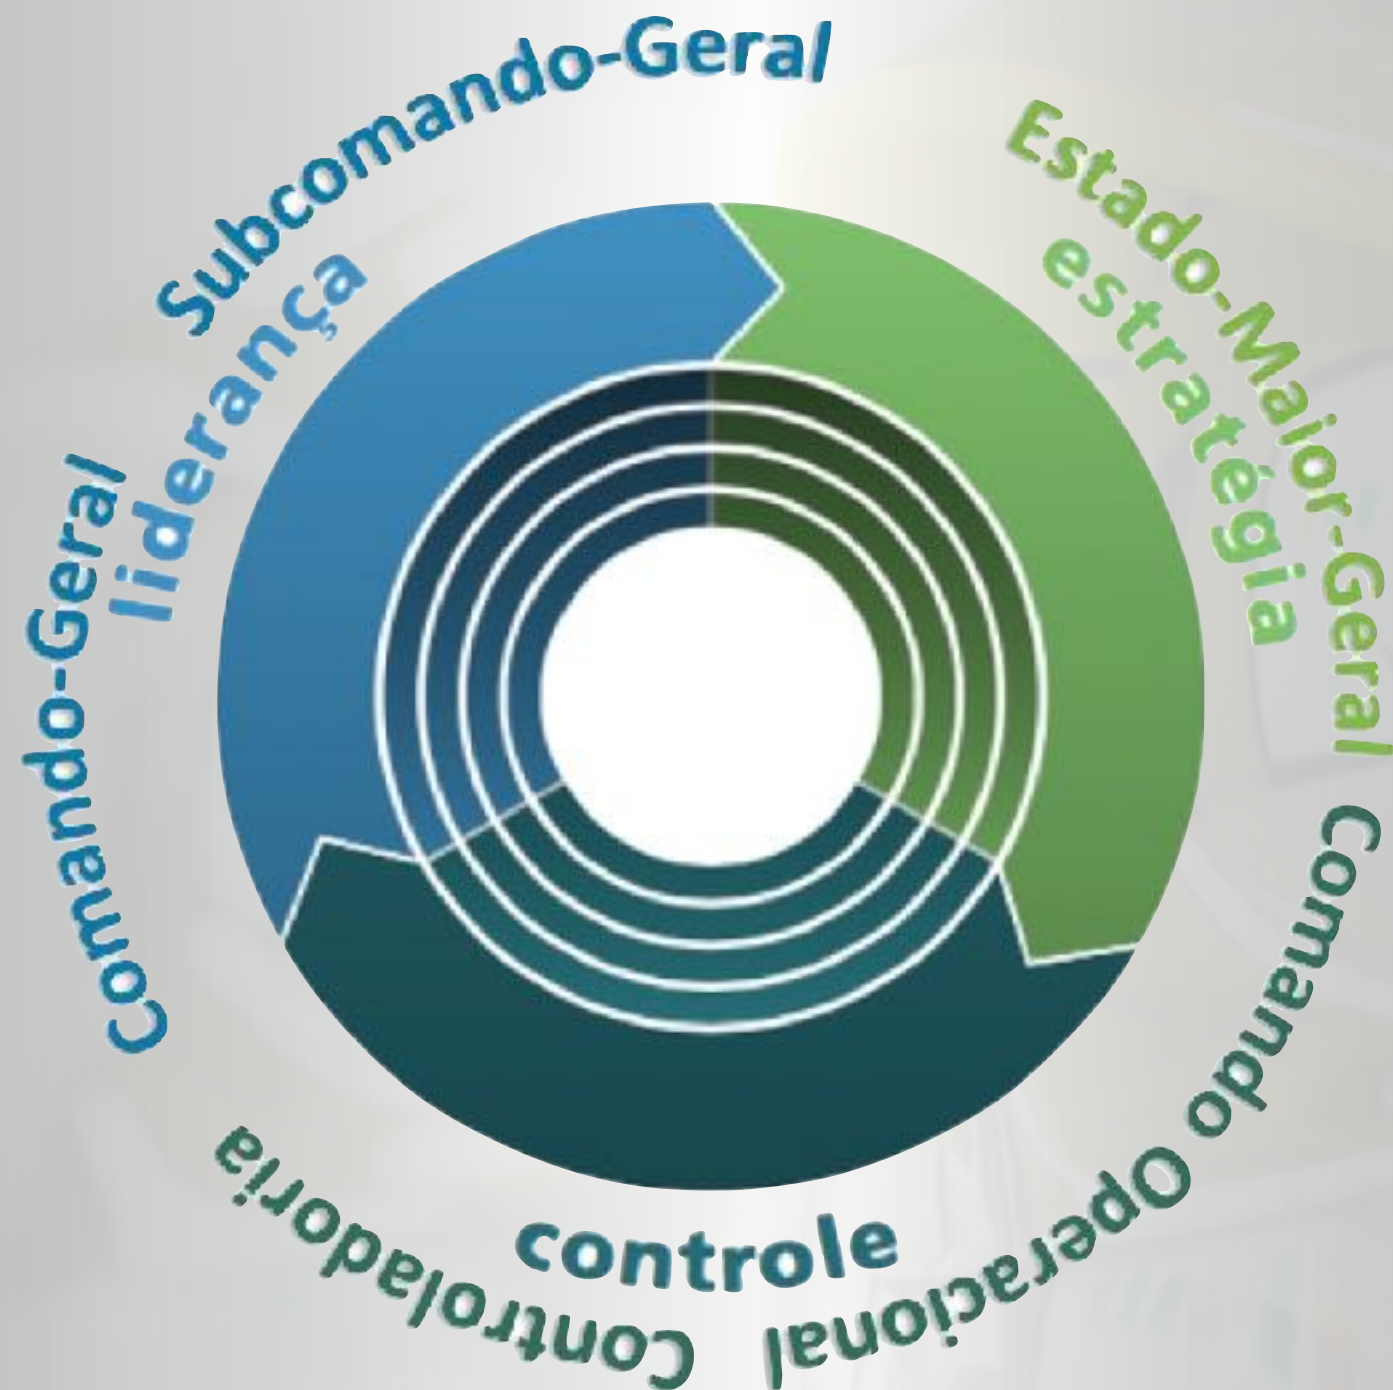 Subcomando-Geral
liderança
Comando-Geral
Estado-Maior-Geral
estratégia
Comando Operacional
controle
Controladoria